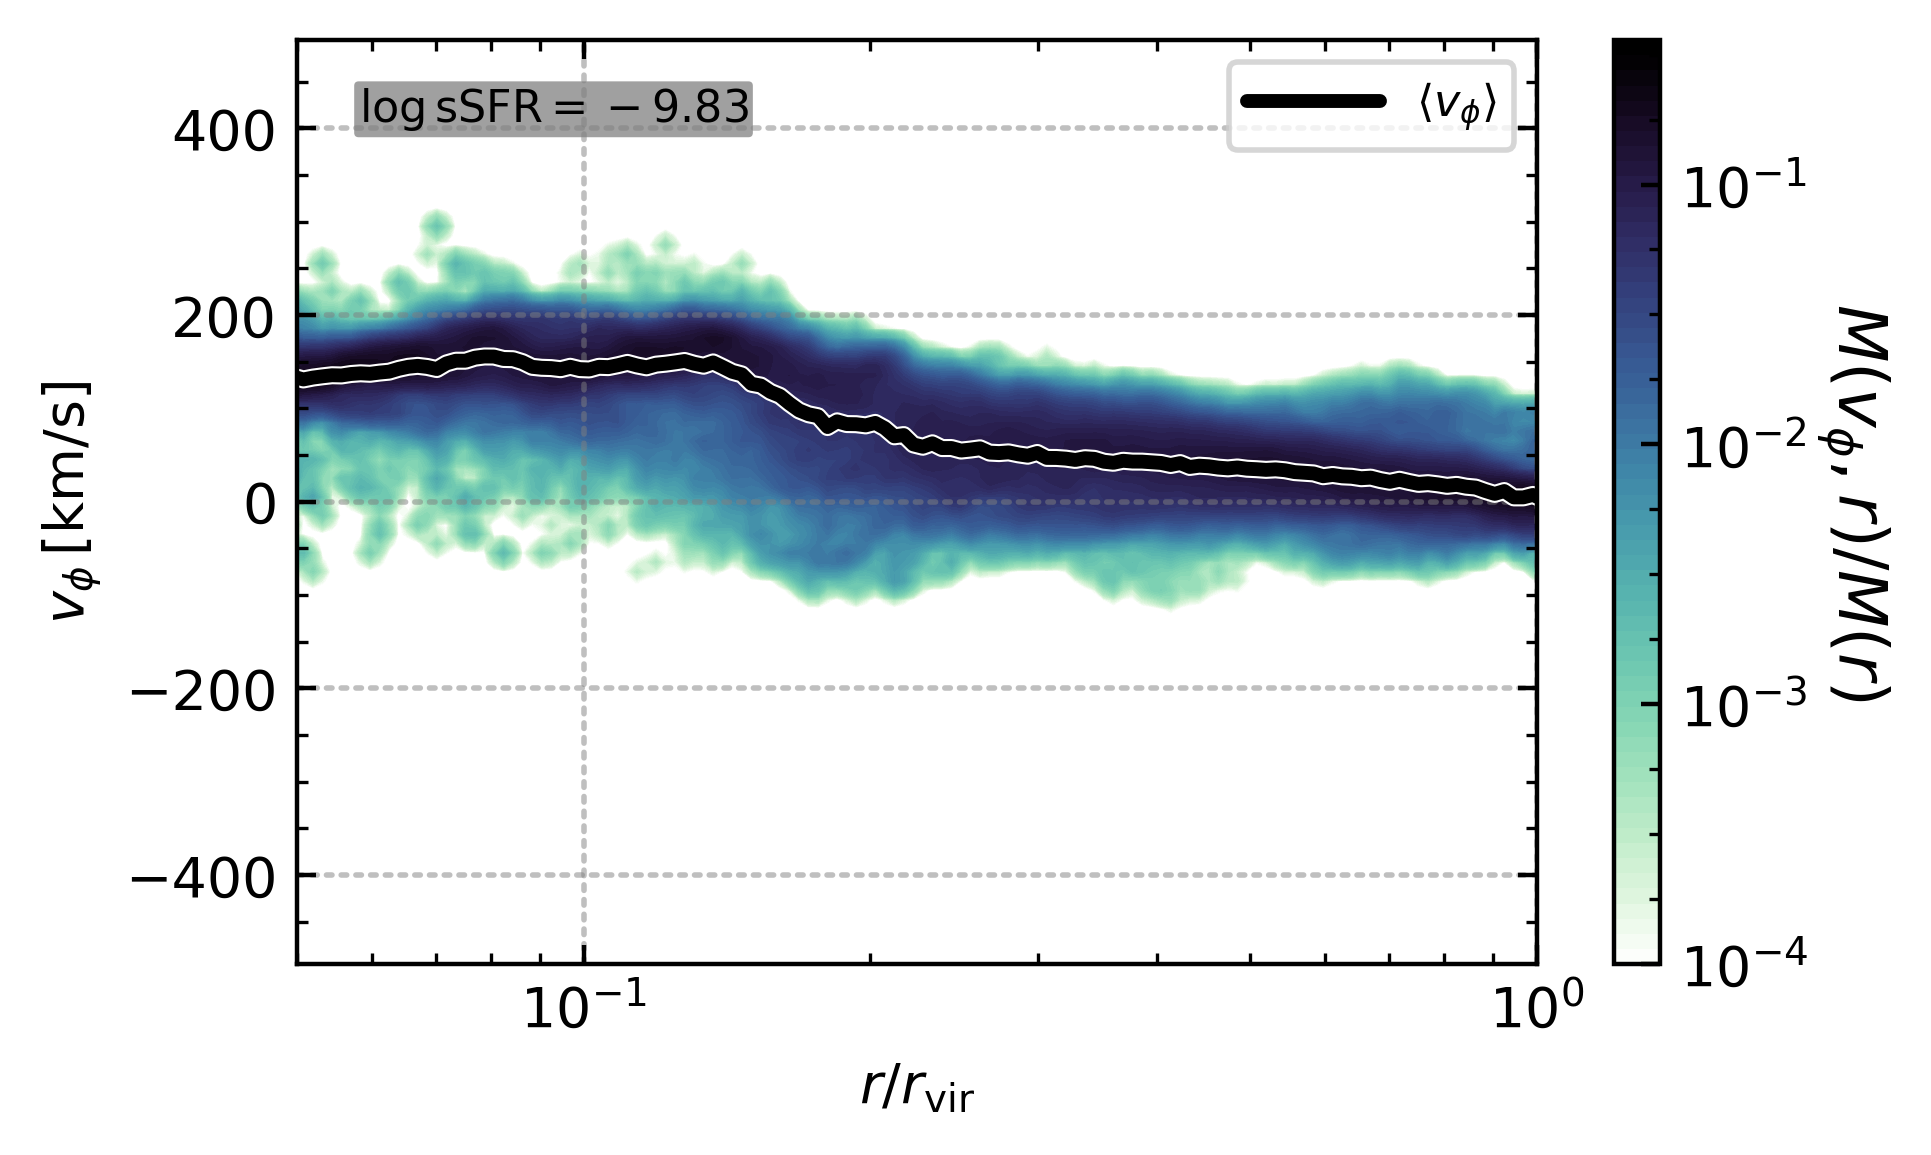 log sSFR = − 9.83
⟨v_ϕ⟩
400
200
0
−200
−400
v_ϕ [km/s]
10^{-1}
10^{0}
r/r_vir
10^{-1}
10^{-2}
10^{-3}
10^{-4}
M(v_ϕ, r)/M(r)